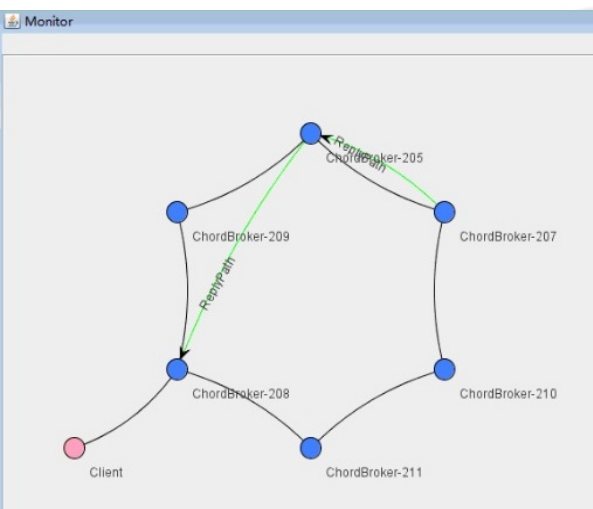 Monitor
ReplyPath
ChordBroker-205
ChordBroker-209
ChordBroker-207
ReplyPath
ChordBroker-208
ChordBroker-210
Client
ChordBroker-211